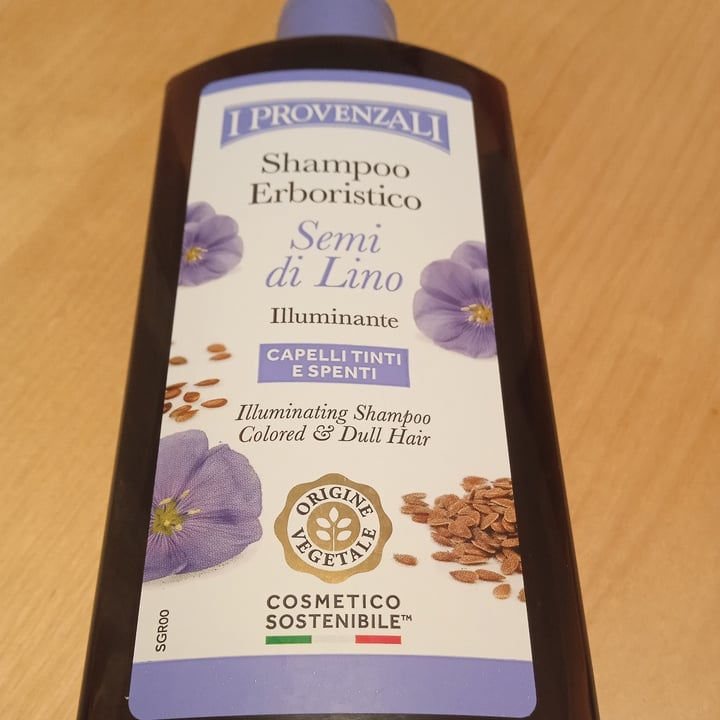 I PROVENZALI
Shampoo
Erboristico
Semi
di Lino
Illuminante
CAPELLI TINTI
E SPENTI
Illuminating Shampoo
Colored & Dull Hair
ORIGINE
VEGETALE
COSMETICO
SOSTENIBILE™
SGR00